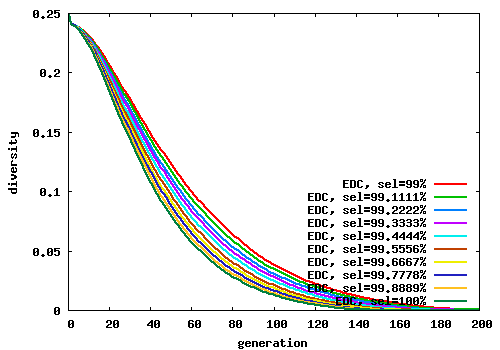 0.25
0.2
0.15
0.1
0.05
0
diversity
EDC, sel=99%
EDC, sel=99.1111%
EDC, sel=99.2222%
EDC, sel=99.3333%
EDC, sel=99.4444%
EDC, sel=99.5556%
EDC, sel=99.6667%
EDC, sel=99.7778%
EDC, sel=99.8889%
EDC, sel=100%
0 20 40 60 80 100 120 140 160 180 200
generation